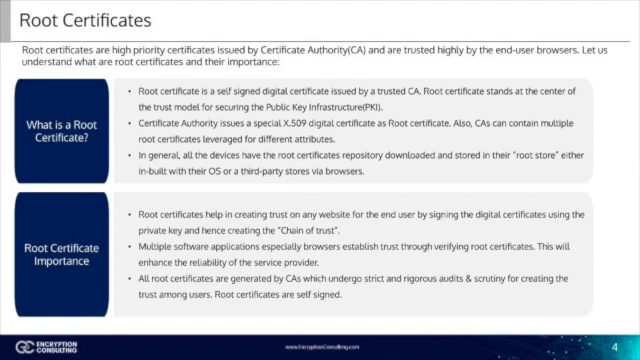 Root Certificates
Root certificates are high priority certificates issued by Certificate Authority(CA) and are trusted highly by the end-user browsers. Let us
understand what are root certificates and their importance:
What is a Root
Certificate?
• Root certificate is a self signed digital certificate issued by a trusted CA. Root certificate stands at the center of
the trust model for securing the Public Key Infrastructure(PKI).
• Certificate Authority issues a special X.509 digital certificate as Root certificate. Also, CAs can contain multiple
root certificates leveraged for different attributes.
• In general, all the devices have the root certificates repository downloaded and stored in their "root store" either
in-built with their OS or a third-party stores via browsers.
Root Certificate
Importance
• Root certificates help in creating trust on any website for the end user by signing the digital certificates using the
private key and hence creating the "Chain of trust".
• Multiple software applications especially browsers establish trust through verifying root certificates. This will
enhance the reliability of the service provider.
• All root certificates are generated by CAs which undergo strict and rigorous audits & scrutiny for creating the
trust among users. Root certificates are self signed.
ENCRYPTION
CONSULTING
www.EncryptionConsulting.com
4